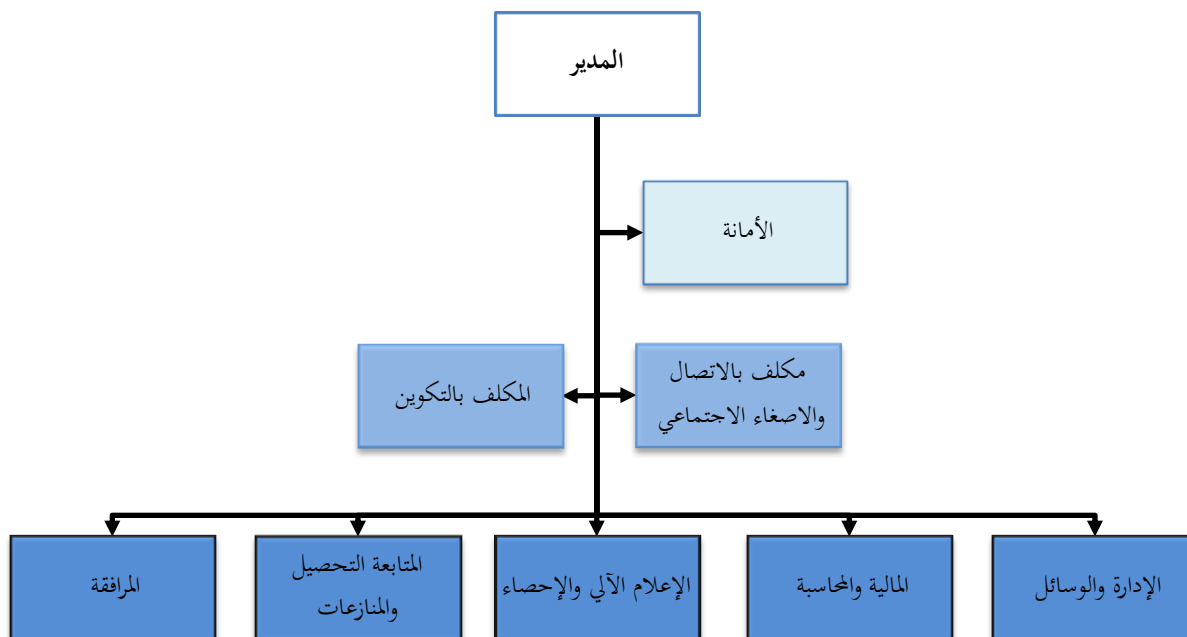 المدير
الأمانة
مكلف بالاتصال
والاصغاء الاجتماعي
المكلف بالتكوين
الإدارة والوسائل
المالية والمحاسبة
الإعلام الآلي والإحصاء
المتابعة التحصيل
والمنازعات
المرافقة